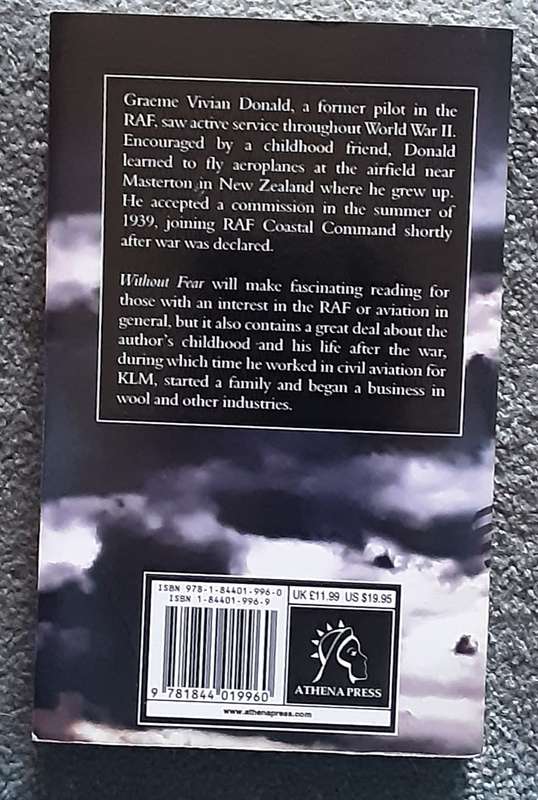 Graeme Vivian Donald, a former pilot in the
RAF, saw active service throughout World War II.
Encouraged by a childhood friend, Donald
learned to fly aeroplanes at the airfield near
Masterton in New Zealand where he grew up.
He accepted a commission in the summer of
1939, joining RAF Coastal Command shortly
after war was declared.
Without Fear will make fascinating reading for
those with an interest in the RAF or aviation in
general, but it also contains a great deal about the
author's childhood and his life after the war,
during which time he worked in civil aviation for
KLM, started a family and began a business in
wool and other industries.
ISBN 978-1-84401-996-0
ISBN 1-84401-996-9
UK £11.99 US $19.95
9 781844 019960
ATHENA PRESS
www.athenapress.com